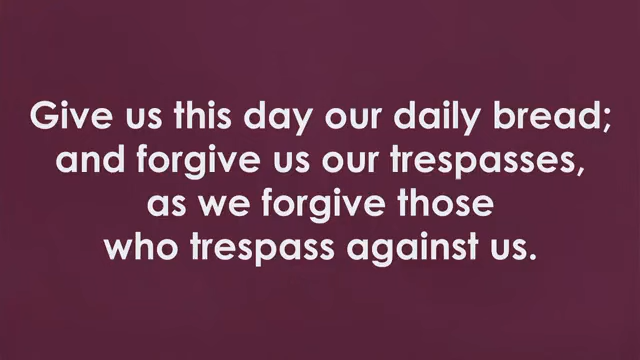 Give us this day our daily bread;
and forgive us our trespasses,
as we forgive those
who trespass against us.